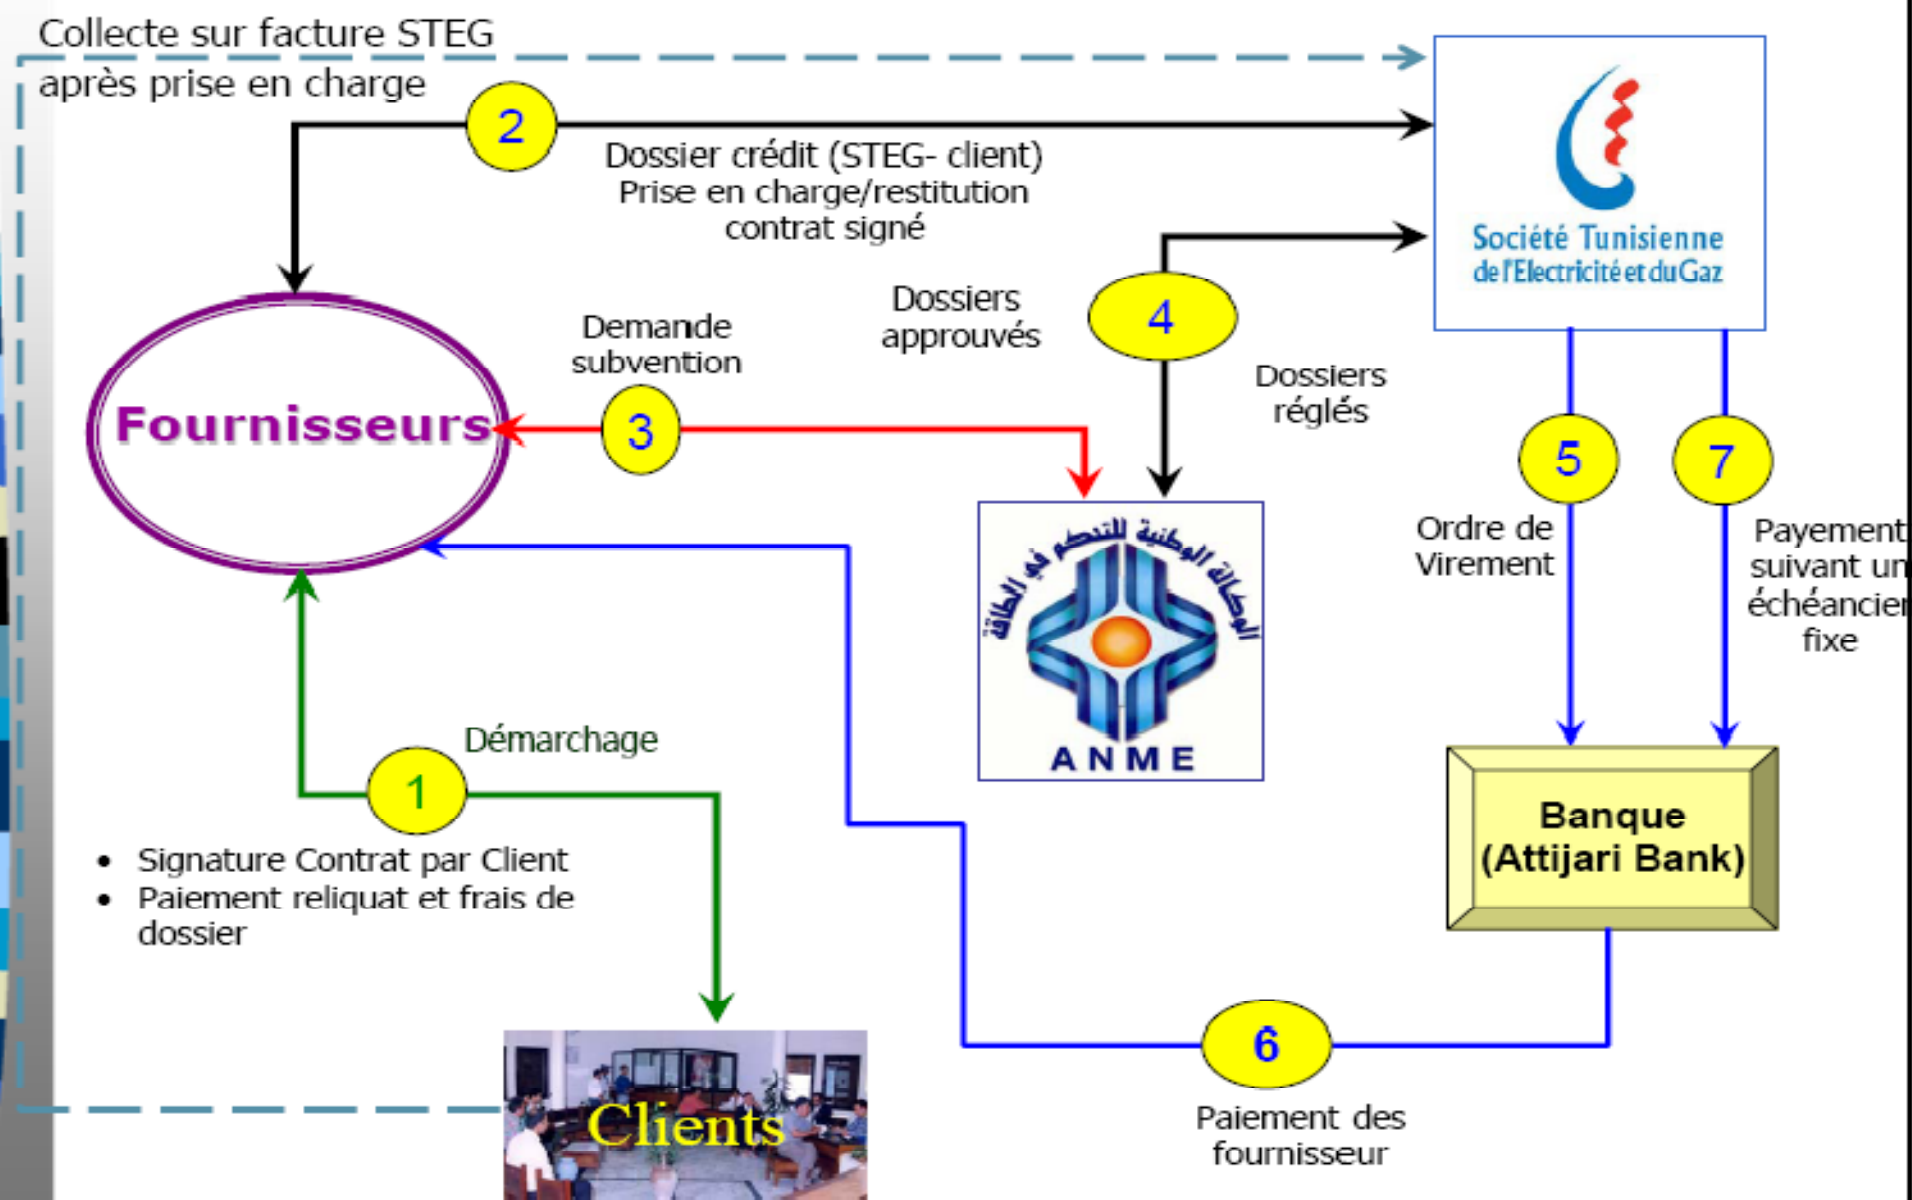 Collecte sur facture STEG
après prise en charge
2
Dossier crédit (STEG- client)
Prise en charge/restitution
contrat signé
Société Tunisienne
de l'Electricité et du Gaz
Dossiers
approuvés
4
Demande
subvention
Dossiers
réglés
Fournisseurs
3
5
7
Ordre de
Virement
Payement
suivant un
échéancier
fixe
الوكالة الوطنية للتحكم في الطاقة
ANME
Démarchage
1
Banque
(Attijari Bank)
• Signature Contrat par Client
• Paiement reliquat et frais de
dossier
6
Clients
Paiement des
fournisseur